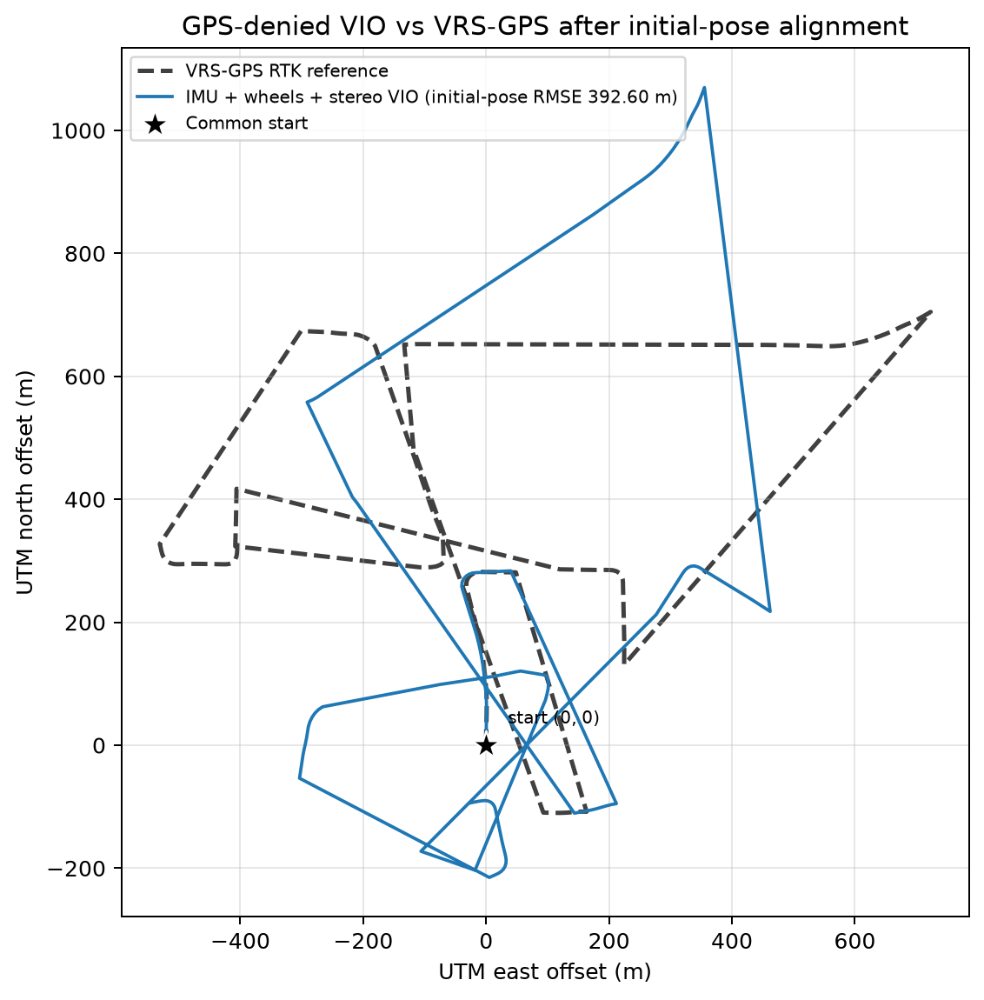 GPS-denied VIO vs VRS-GPS after initial-pose alignment
VRS-GPS RTK reference
IMU + wheels + stereo VIO (initial-pose RMSE 392.60 m)
Common start
1000
800
600
400
200
0
−200
UTM north offset (m)
start (0, 0)
−400 −200 0 200 400 600
UTM east offset (m)